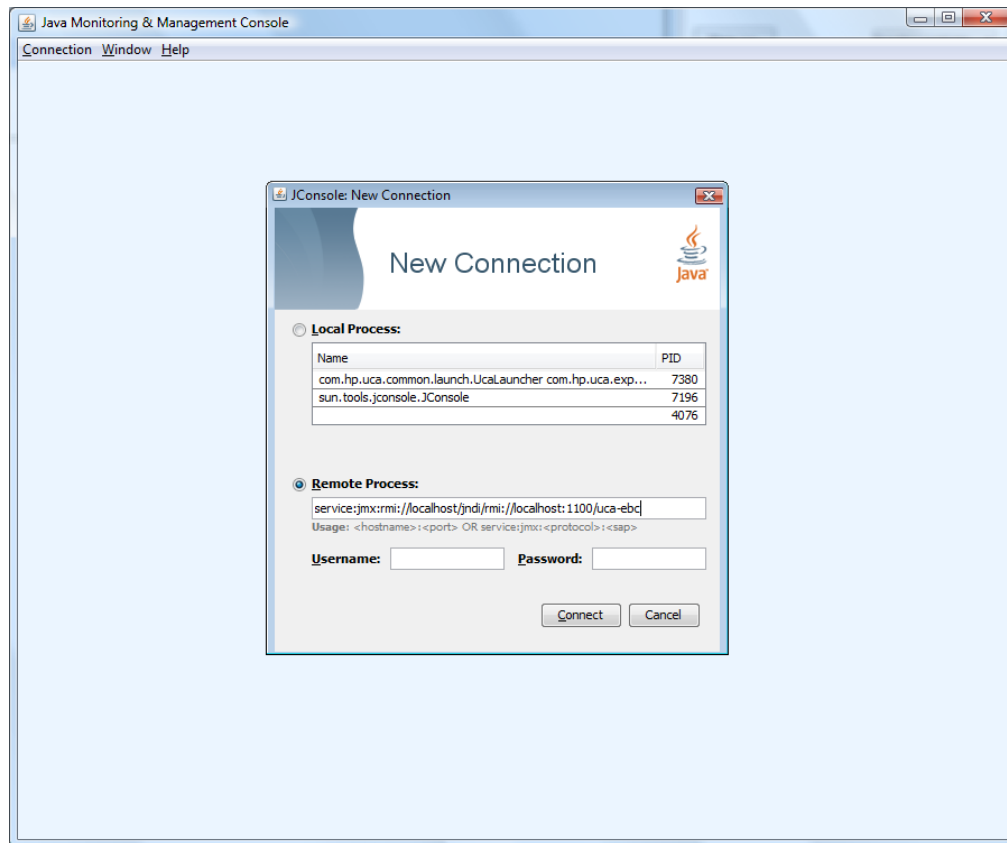 Java Monitoring & Management Console
Connection Window Help
JConsole: New Connection
New Connection
Java
Local Process:
Name PID
com.hp.uca.common.launch.UcaLauncher com.hp.uca.exp... 7380
sun.tools.jconsole.JConsole 7196
4076
Remote Process:
service:jmx:rmi://localhost/jndi/rmi://localhost:1100/uca-ebc
Usage: <hostname>:<port> OR service:jmx:<protocol>:<sap>
Username: Password:
Connect Cancel